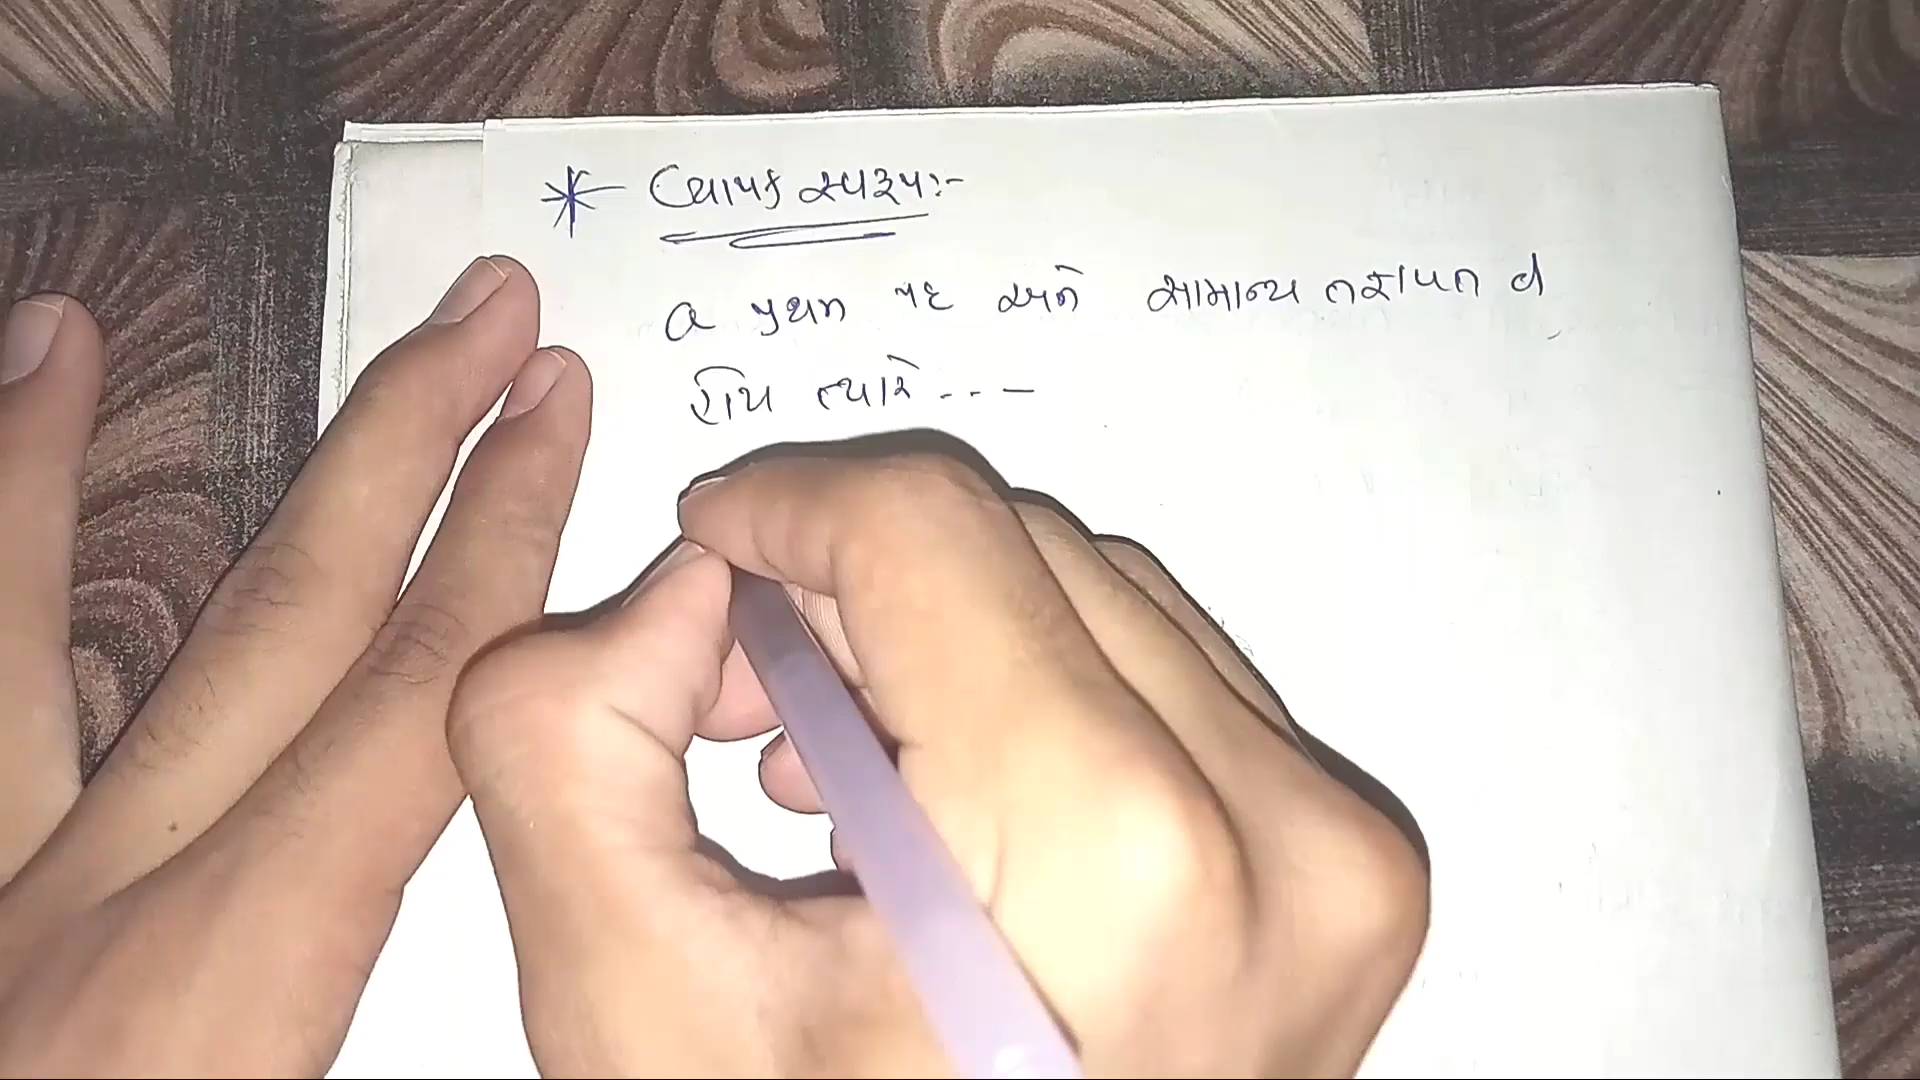 * વ્યાપક સ્વરૂપ:-
a પ્રથમ પદ અને સામાન્ય તફાવત d
હોય ત્યારે . . –